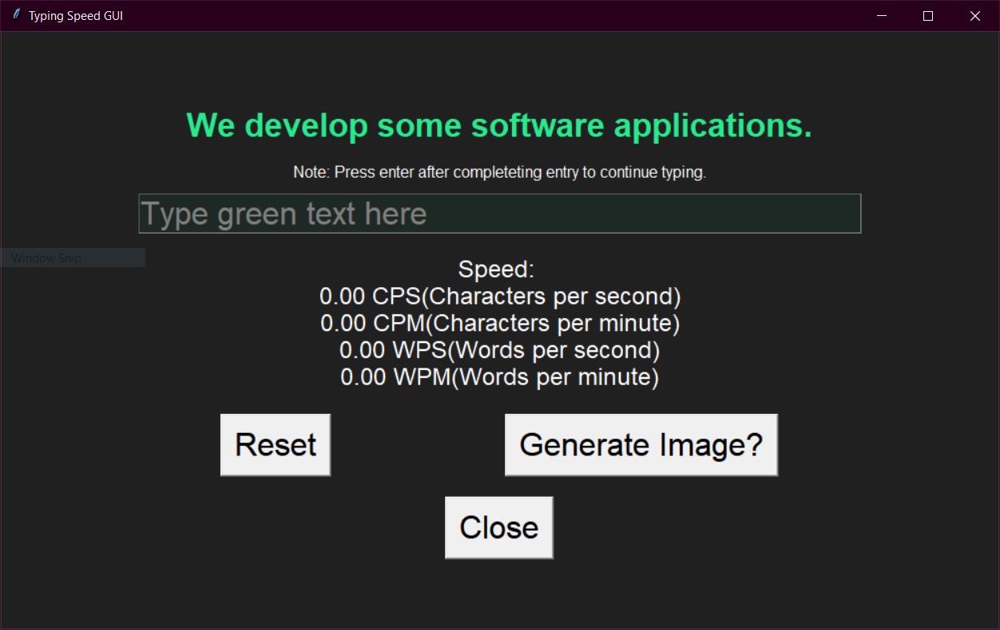 Typing Speed GUI
We develop some software applications.
Note: Press enter after completeting entry to continue typing.
Type green text here
Window Snip
Speed:
0.00 CPS(Characters per second)
0.00 CPM(Characters per minute)
0.00 WPS(Words per second)
0.00 WPM(Words per minute)
Reset
Generate Image?
Close